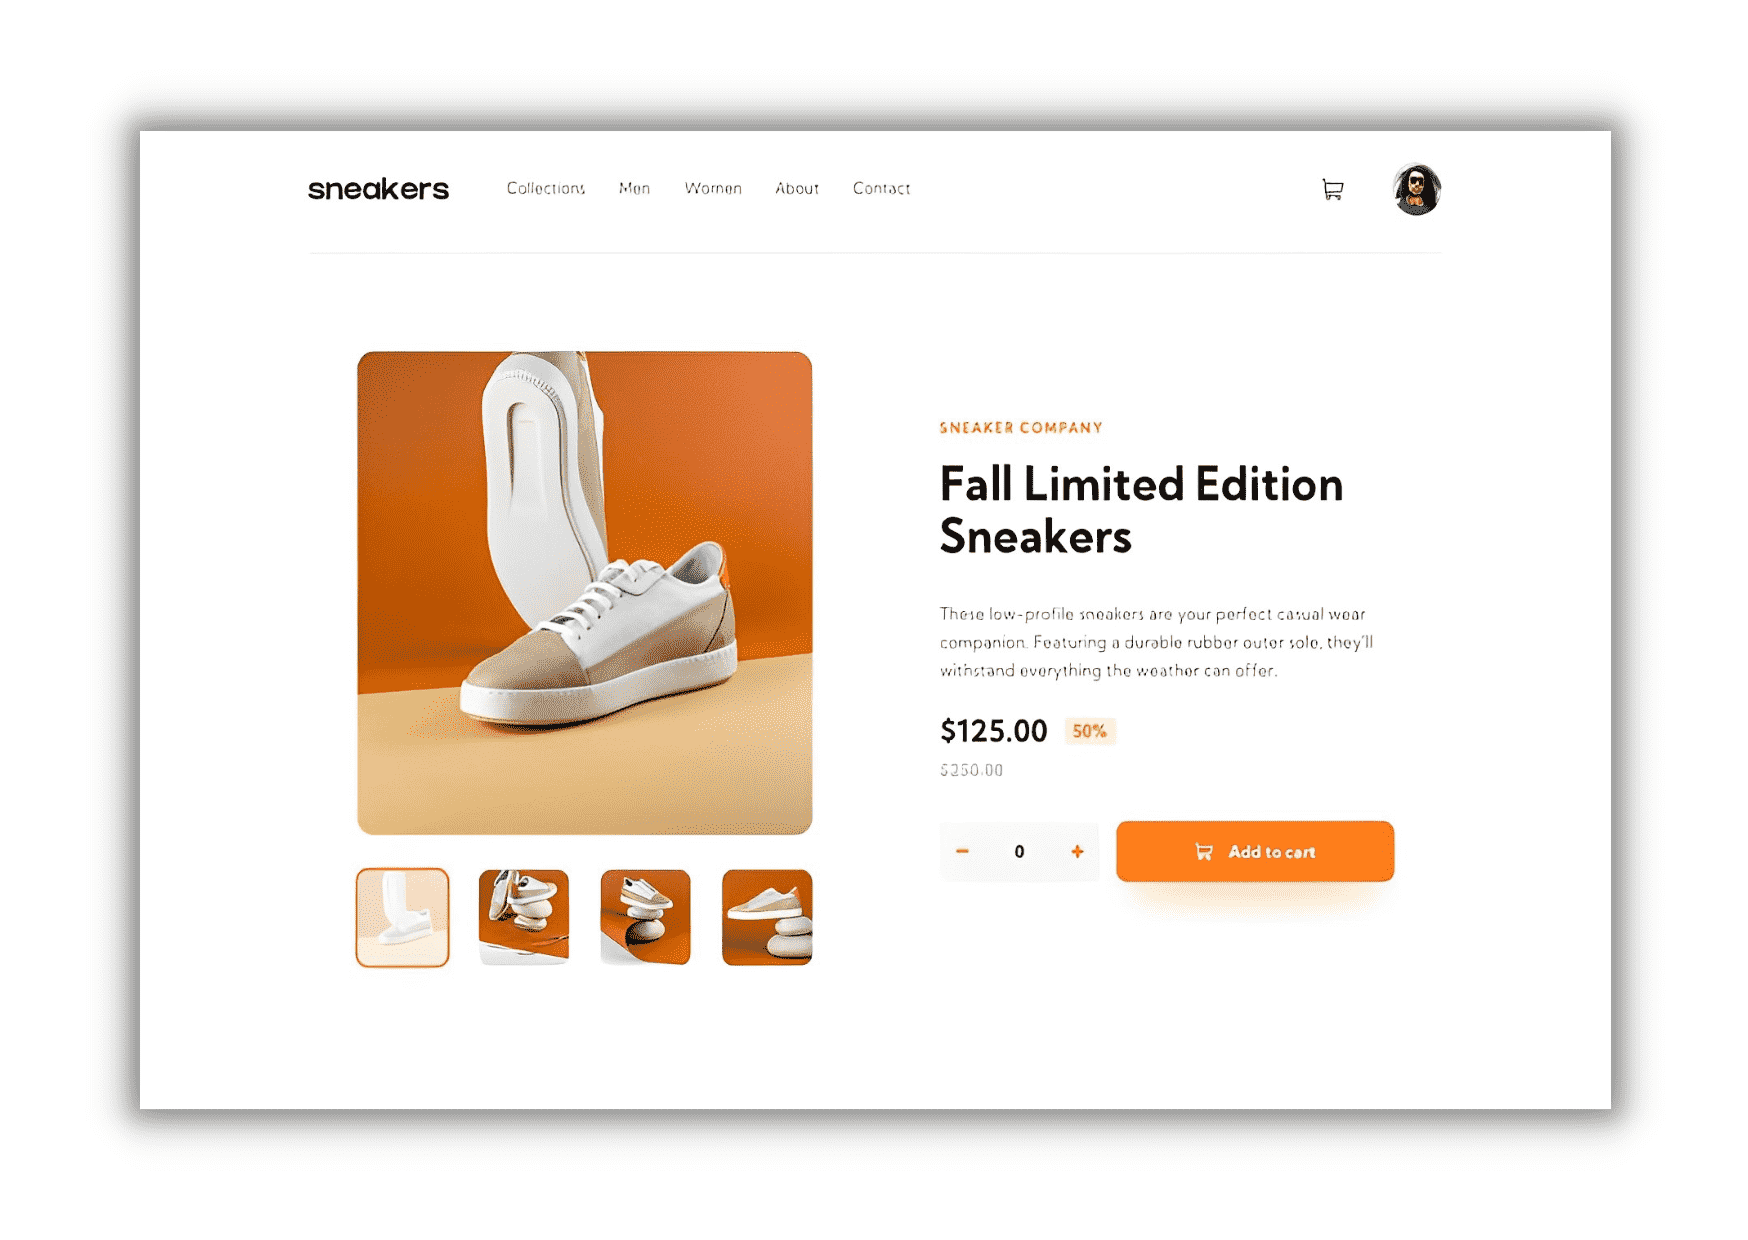 sneakers
Collections Men Women About Contact
SNEAKER COMPANY
Fall Limited Edition
Sneakers
These low-profile sneakers are your perfect casual wear
companion. Featuring a durable rubber outer sole, they'll
withstand everything the weather can offer.
$125.00 50%
$250.00
− 0 + Add to cart